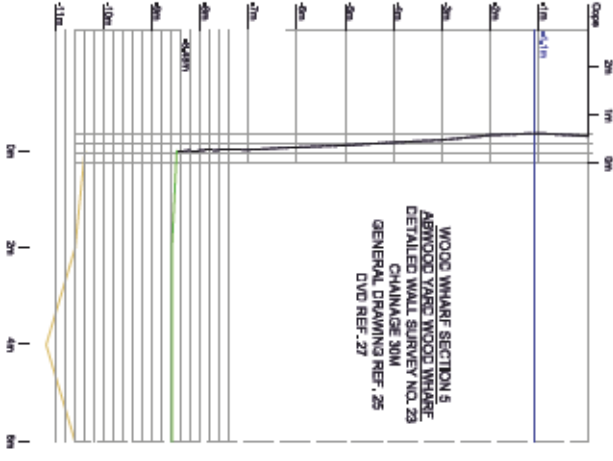 Cope
-1m
-2m
-3m
-4m
-5m
-6m
-7m
-8m
-9m
-10m
-11m
2m
1m
0m
0m
2m
4m
6m
WOOD WHARF SECTION 5
ABWOOD YARD WOOD WHARF
DETAILED WALL SURVEY NO. 23
CHAINAGE 30M
GENERAL DRAWING REF. 25
DVD REF. 27